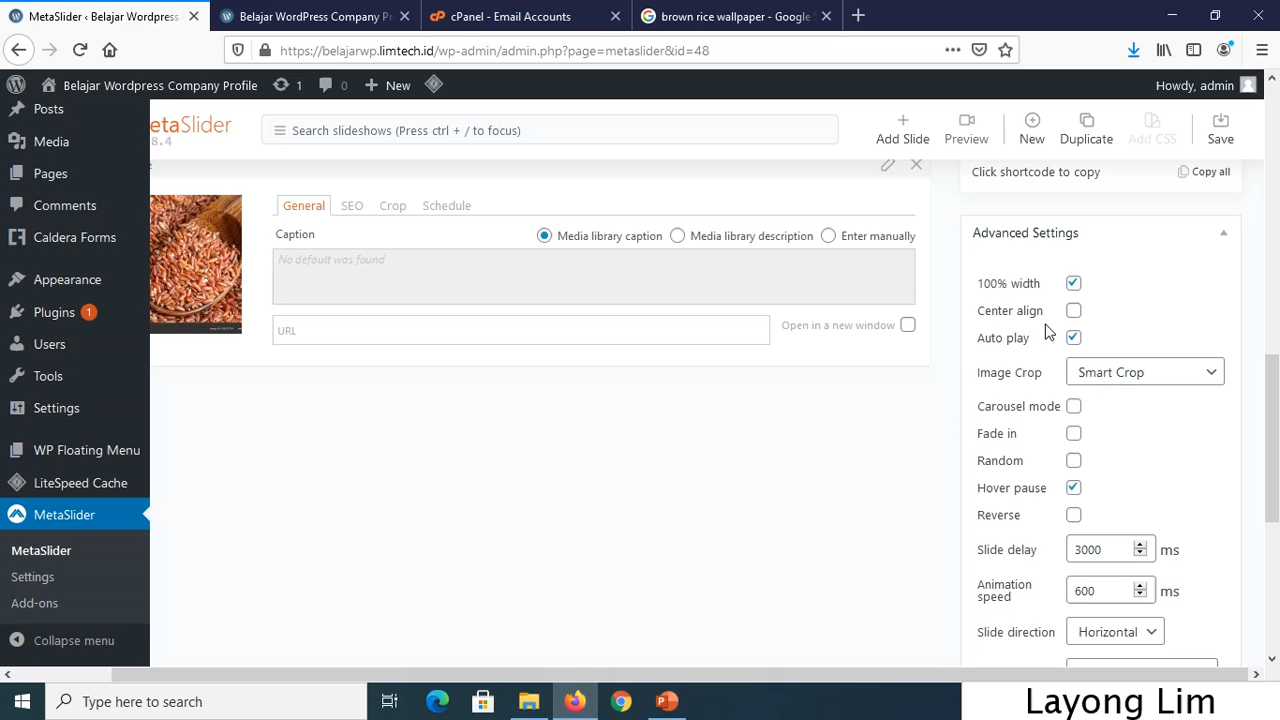 MetaSlider ‹ Belajar WordPress
Belajar WordPress Company Pr
cPanel - Email Accounts
brown rice wallpaper - Google
https://belajarwp.limtech.id/wp-admin/admin.php?page=metaslider&id=48
Belajar Wordpress Company Profile
1
0
New
Howdy, admin
Posts
Media
Pages
Comments
Caldera Forms
Appearance
Plugins 1
Users
Tools
Settings
WP Floating Menu
LiteSpeed Cache
MetaSlider
MetaSlider
Settings
Add-ons
Collapse menu
etaSlider
8.4
Search slideshows (Press ctrl + / to focus)
Add Slide
Preview
New
Duplicate
Add CSS
Save
General
SEO
Crop
Schedule
Caption
Media library caption
Media library description
Enter manually
No default was found
URL
Open in a new window
Click shortcode to copy
Copy all
Advanced Settings
100% width
Center align
Auto play
Image Crop
Smart Crop
Carousel mode
Fade in
Random
Hover pause
Reverse
Slide delay
3000
ms
Animation
speed
600
ms
Slide direction
Horizontal
Type here to search
Layong Lim